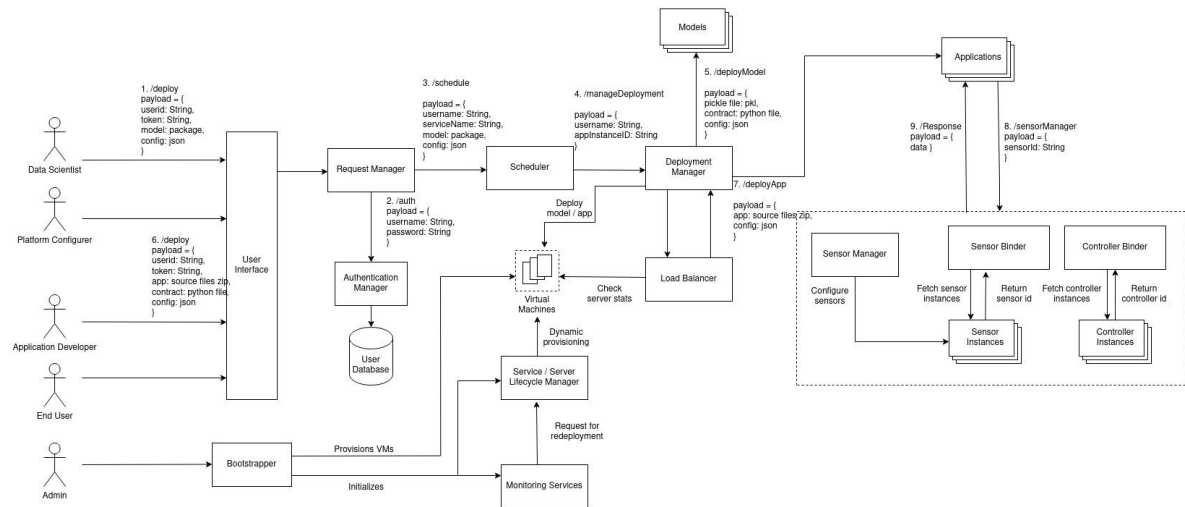 Models
Applications
1. /deploy
payload = {
userid: String,
token: String,
model: package,
config: json
}
3. /schedule
payload = {
username: String,
serviceName: String,
model: package,
config: json
}
4. /manageDeployment
payload = {
username: String,
appInstanceID: String
}
5. /deployModel
payload = {
pickle file: pkl,
contract: python file,
config: json
}
9. /Response
payload = {
data }
8. /sensorManager
payload = {
sensorId: String
}
Data Scientist
Request Manager
Scheduler
Deployment
Manager
7. /deployApp
payload = {
app: source files zip,
config: json
}
2. /auth
payload = {
username: String,
password: String
}
Deploy
model / app
Platform Configurer
6. /deploy
payload = {
userid: String,
token: String,
app: source files zip,
contract: python file,
config: json
}
User
Interface
Authentication
Manager
User
Database
Virtual
Machines
Check
server stats
Load Balancer
Sensor Manager
Sensor Binder
Controller Binder
Configure
sensors
Fetch sensor
instances
Return
sensor id
Fetch controller
instances
Return
controller id
Sensor
Instances
Controller
Instances
Application Developer
Dynamic
provisioning
Service / Server
Lifecycle Manager
End User
Request for
redeployment
Provisions VMs
Bootstrapper
Initializes
Monitoring Services
Admin